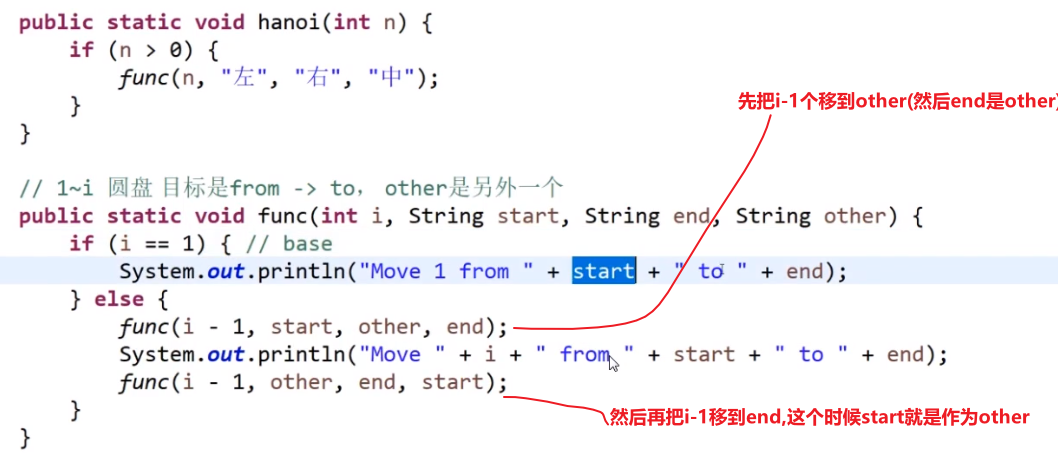 public static void hanoi(int n) {
if (n > 0) {
func(n, "左", "右", "中");
}
}
先把i-1个移到other(然后end是other)
// 1~i 圆盘 目标是from -> to， other是另外一个
public static void func(int i, String start, String end, String other) {
if (i == 1) { // base
System.out.println("Move 1 from " + start + " to " + end);
} else {
func(i - 1, start, other, end);
System.out.println("Move " + i + " from " + start + " to " + end);
func(i - 1, other, end, start);
}
然后再把i-1移到end,这个时候start就是作为other
}